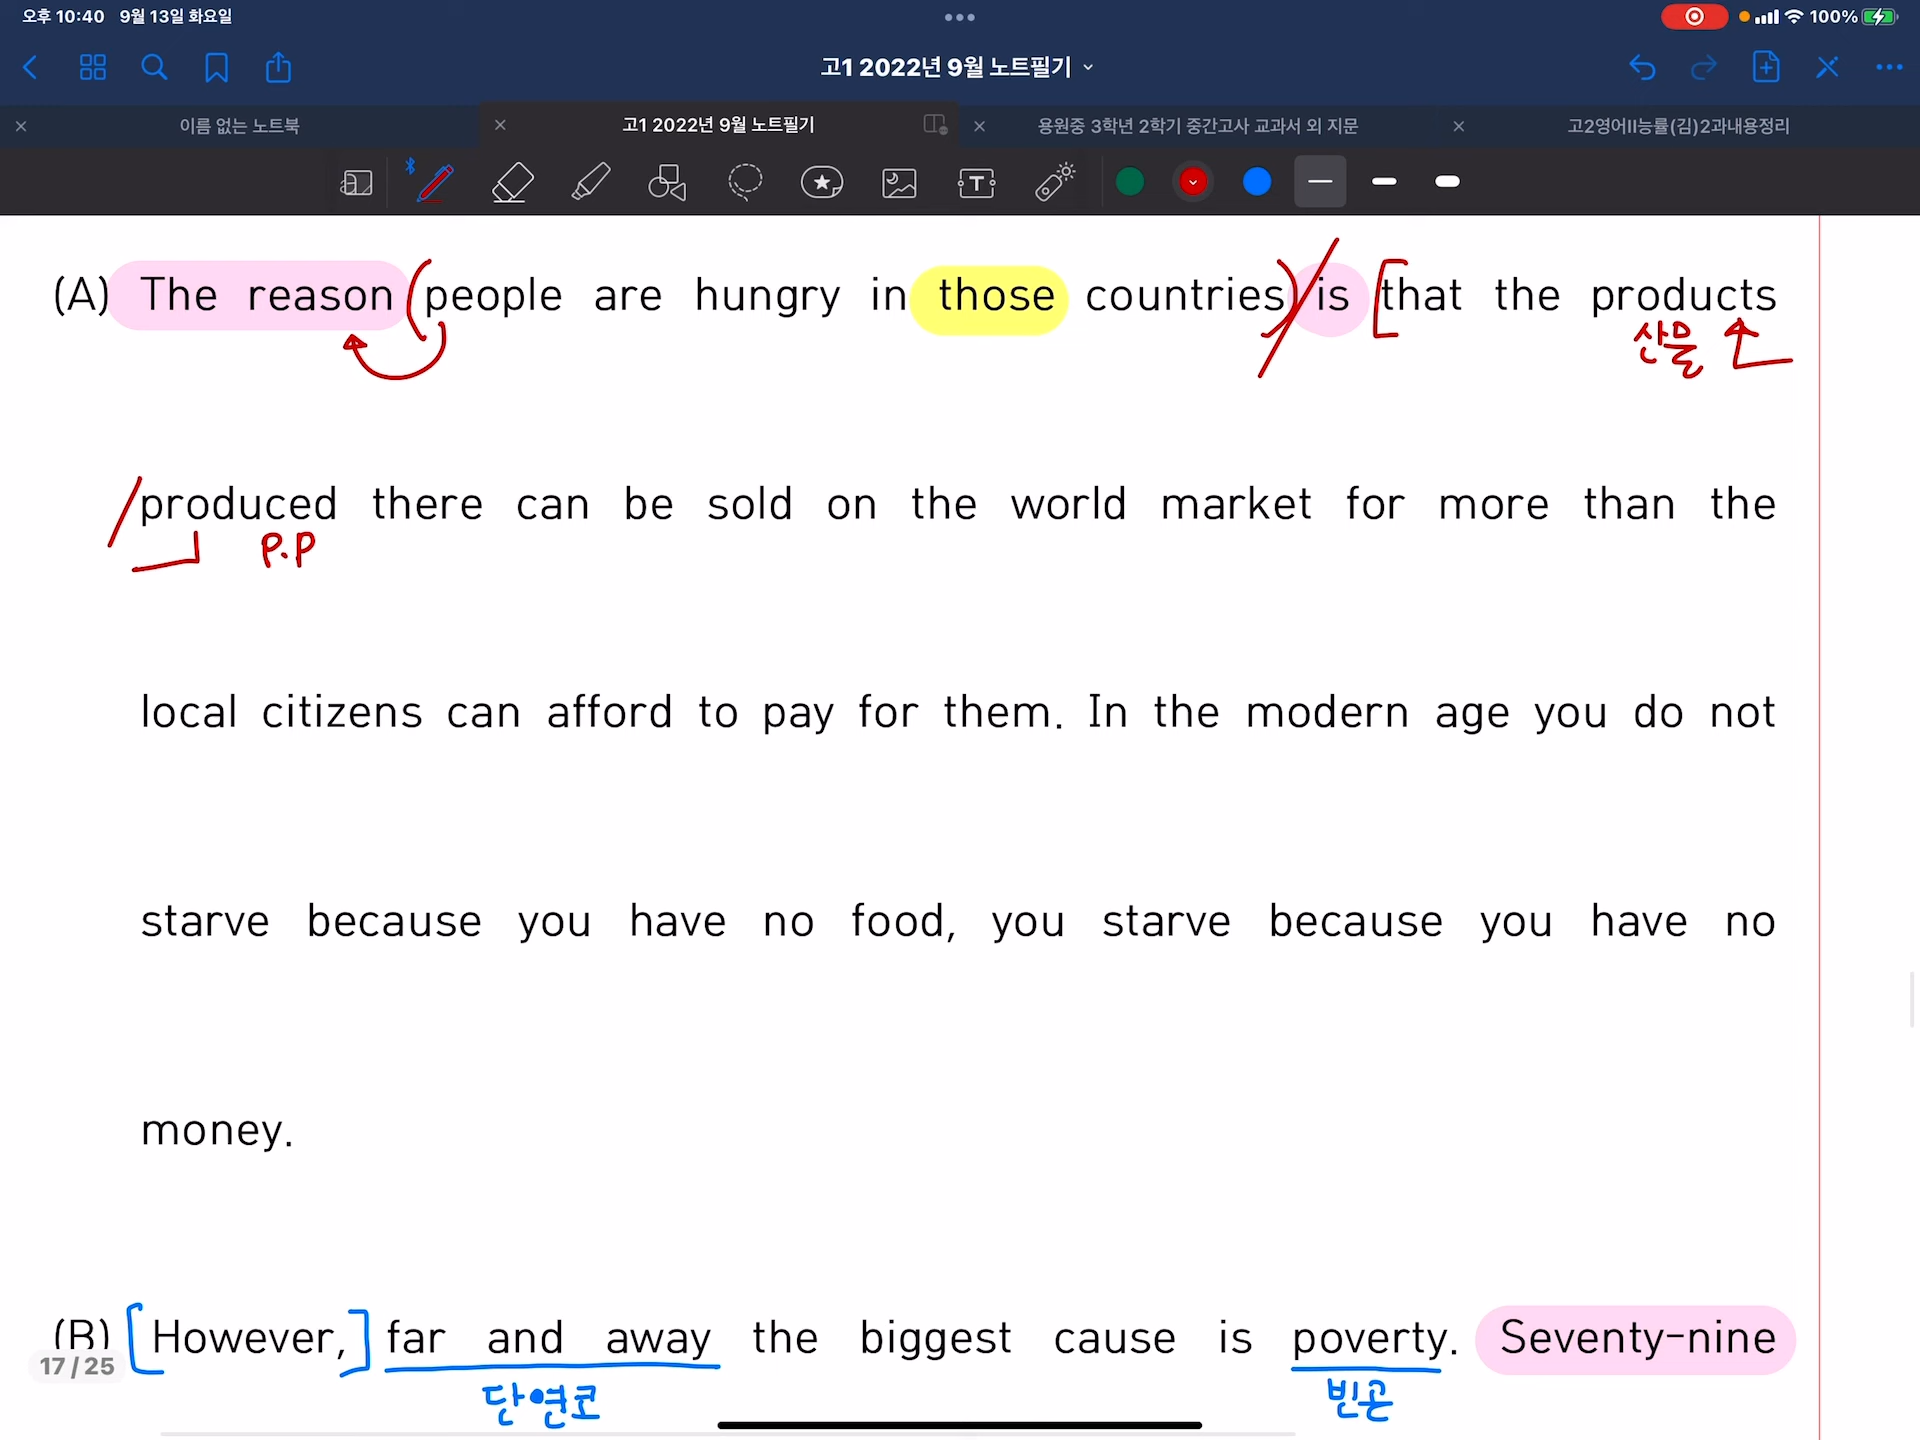 오후 10:40 9월 13일 화요일 100%
고1 2022년 9월 노트필기
이름 없는 노트북 고1 2022년 9월 노트필기 용원중 3학년 2학기 중간고사 교과서 외 지문 고2영어II능률(김)2과내용정리
(A) The reason (people are hungry in those countries) / is [that the products
산물
/produced there can be sold on the world market for more than the
P.P
local citizens can afford to pay for them. In the modern age you do not
starve because you have no food, you starve because you have no
money.
(B) [However,] far and away the biggest cause is poverty. Seventy-nine
17 / 25
단연코 빈곤